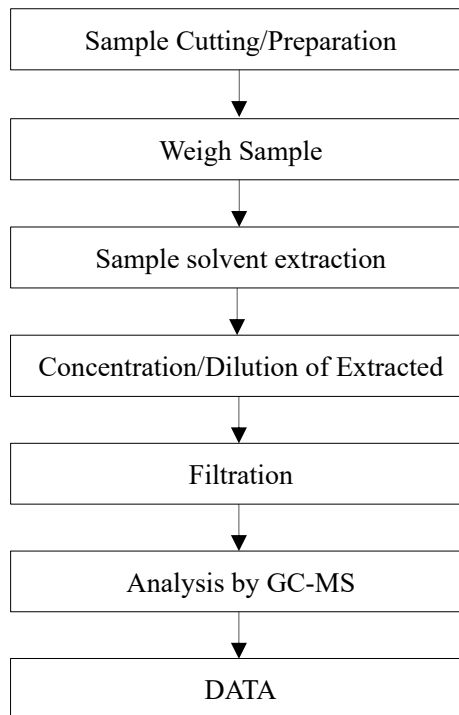 Sample Cutting/Preparation
Weigh Sample
Sample solvent extraction
Concentration/Dilution of Extracted
Filtration
Analysis by GC-MS
DATA